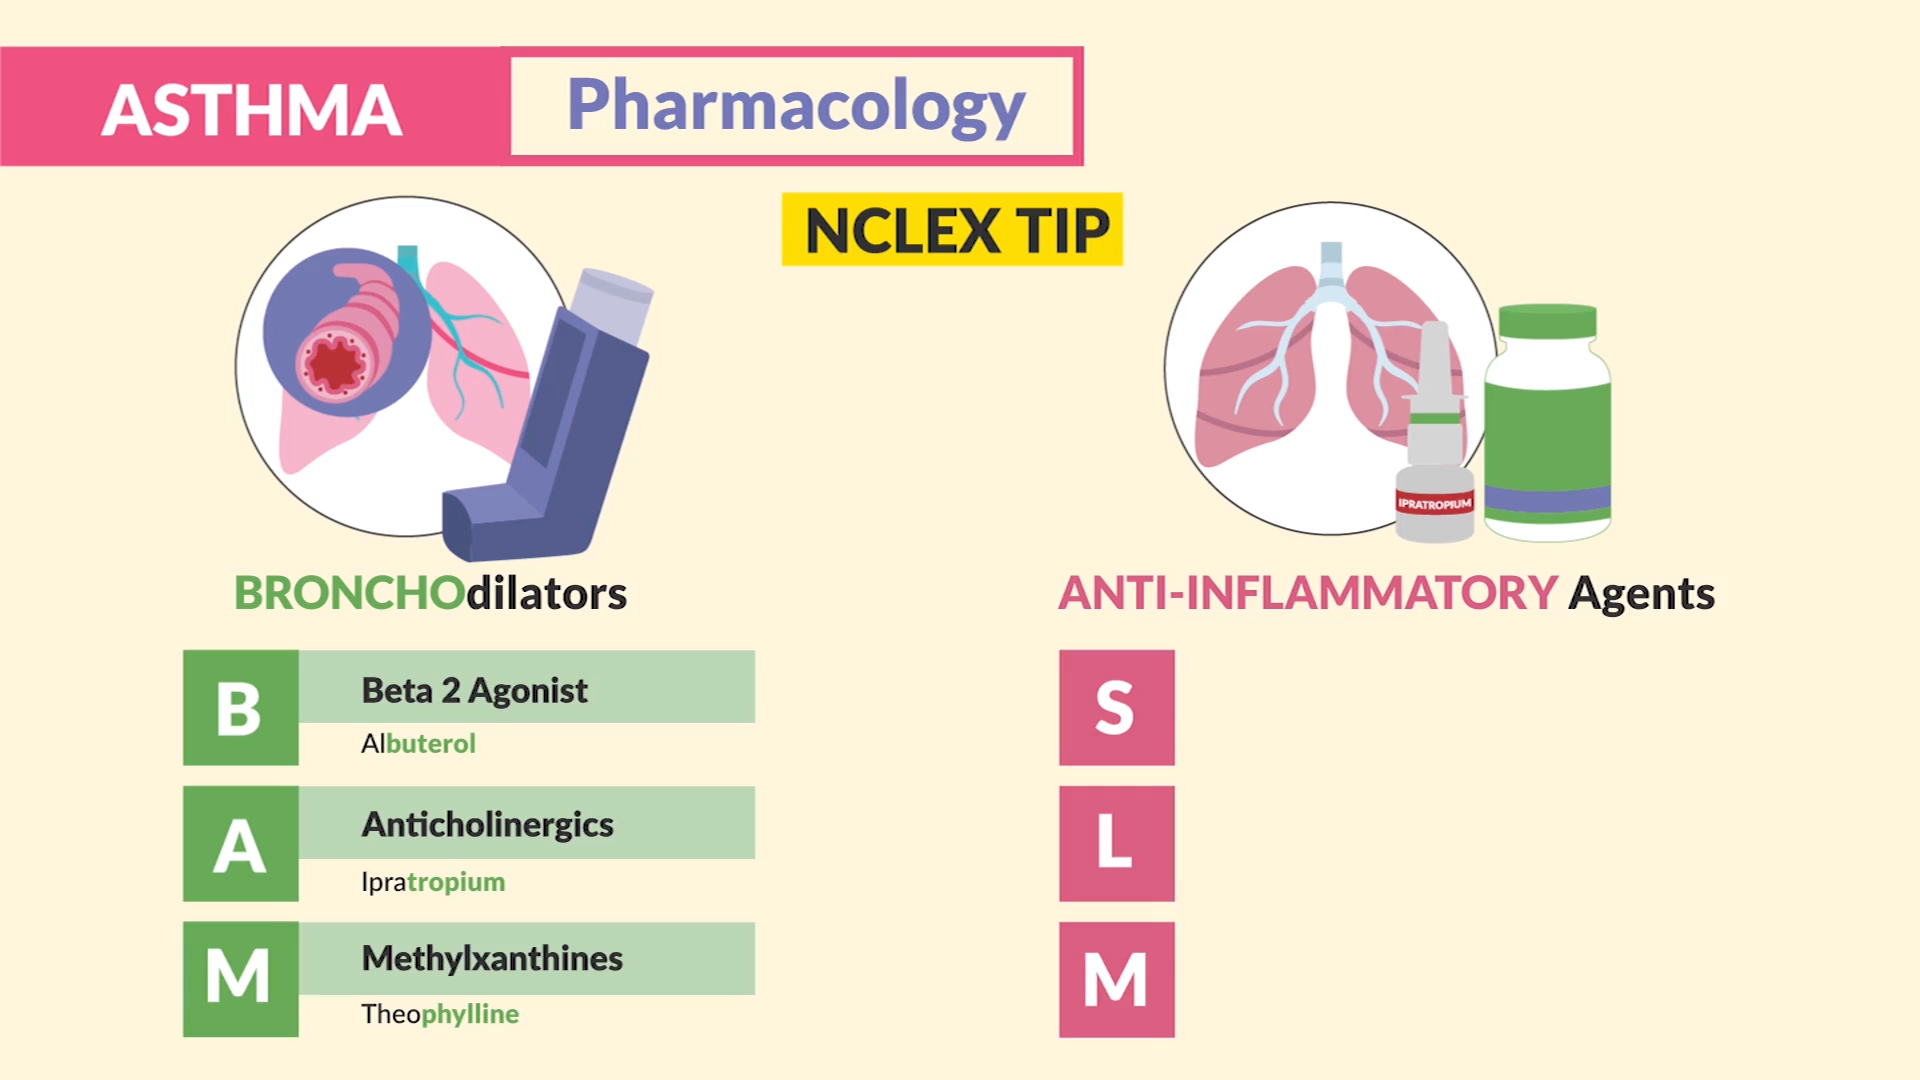 ASTHMA
Pharmacology
NCLEX TIP
IPRATROPIUM
BRONCHOdilators
ANTI-INFLAMMATORY Agents
B
Beta 2 Agonist
Albuterol
A
Anticholinergics
Ipratropium
M
Methylxanthines
Theophylline
S
L
M